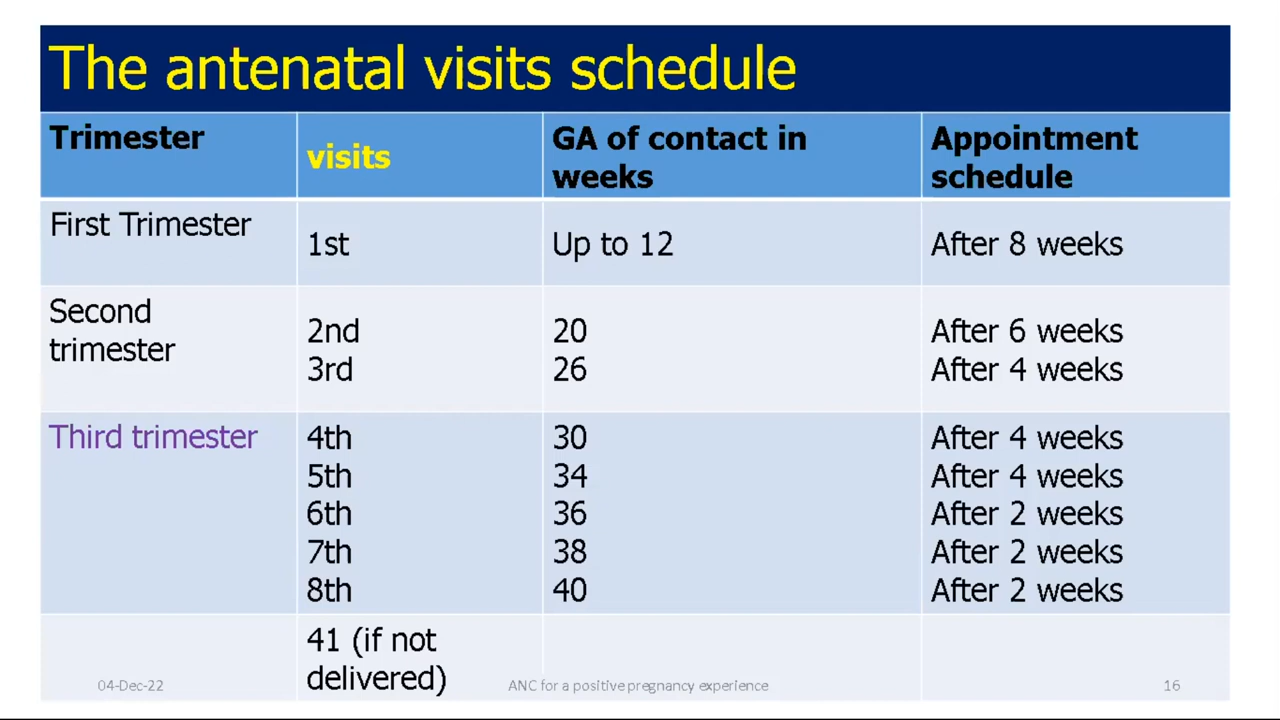 The antenatal visits schedule
Trimester
visits
GA of contact in
weeks
Appointment
schedule
First Trimester
1st
Up to 12
After 8 weeks
Second
trimester
2nd
20
After 6 weeks
3rd
26
After 4 weeks
Third trimester
4th
30
After 4 weeks
5th
34
After 4 weeks
6th
36
After 2 weeks
7th
38
After 2 weeks
8th
40
After 2 weeks
41 (if not
delivered)
04-Dec-22
ANC for a positive pregnancy experience
16